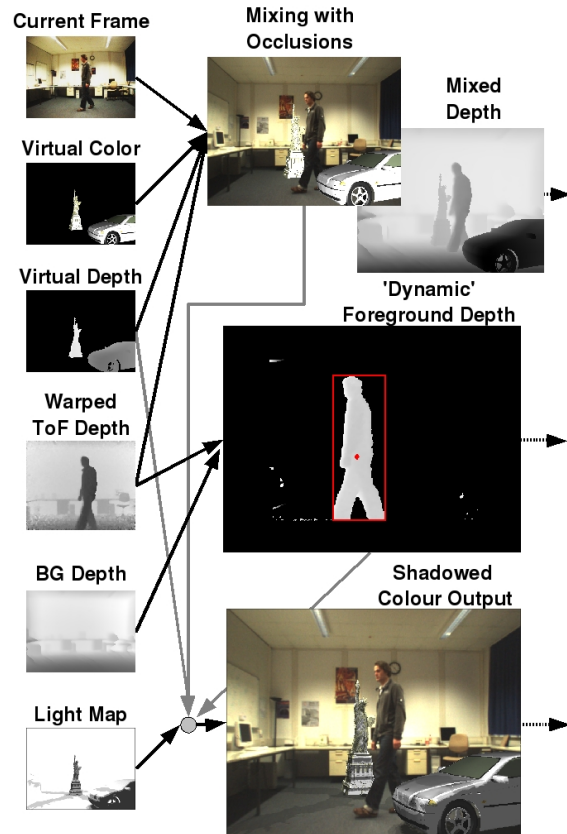 Current Frame
Mixing with
Occlusions
Mixed
Depth
Virtual Color
Virtual Depth
'Dynamic'
Foreground Depth
Warped
ToF Depth
BG Depth
Shadowed
Colour Output
Light Map